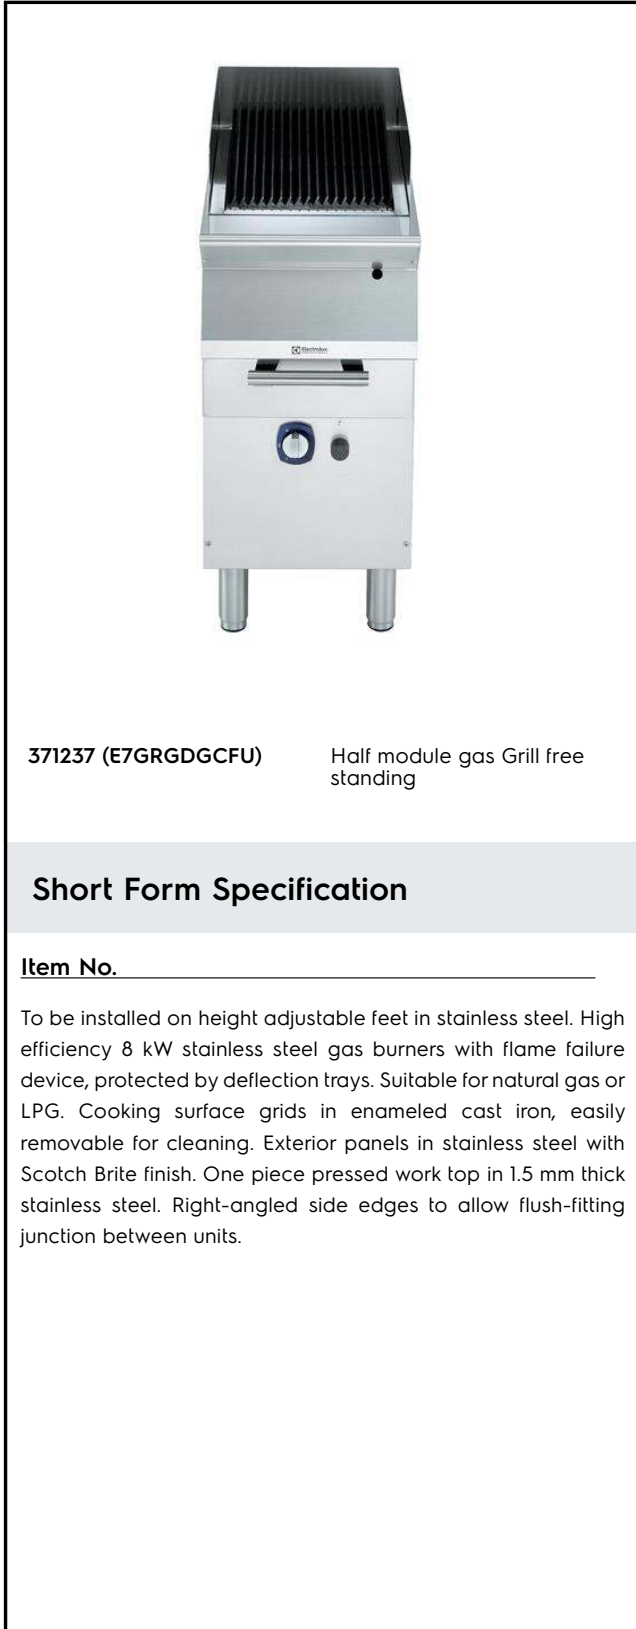 Electrolux
371237 (E7GRGDGCFU)
Half module gas Grill free
standing
Short Form Specification
Item No.
To be installed on height adjustable feet in stainless steel. High
efficiency 8 kW stainless steel gas burners with flame failure
device, protected by deflection trays. Suitable for natural gas or
LPG. Cooking surface grids in enameled cast iron, easily
removable for cleaning. Exterior panels in stainless steel with
Scotch Brite finish. One piece pressed work top in 1.5 mm thick
stainless steel. Right-angled side edges to allow flush-fitting
junction between units.